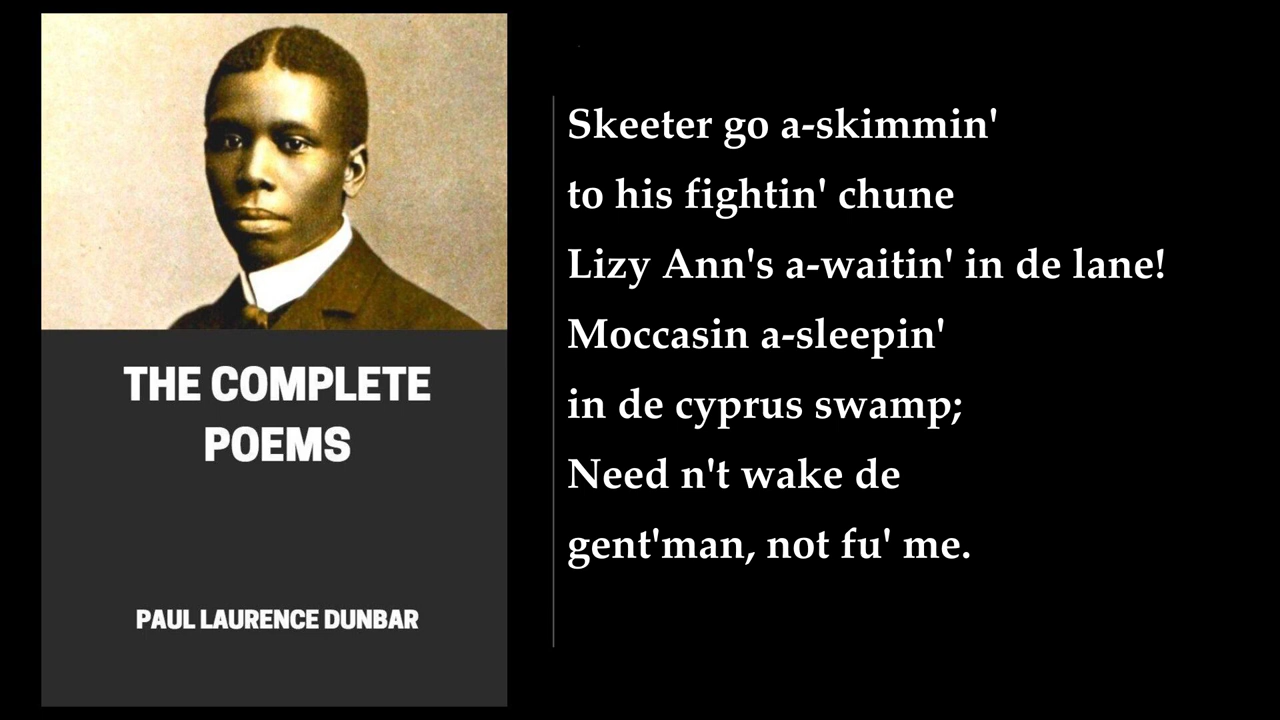 THE COMPLETE
POEMS
PAUL LAURENCE DUNBAR
Skeeter go a-skimmin'
to his fightin' chune
Lizy Ann's a-waitin' in de lane!
Moccasin a-sleepin'
in de cyprus swamp;
Need n't wake de
gent'man, not fu' me.